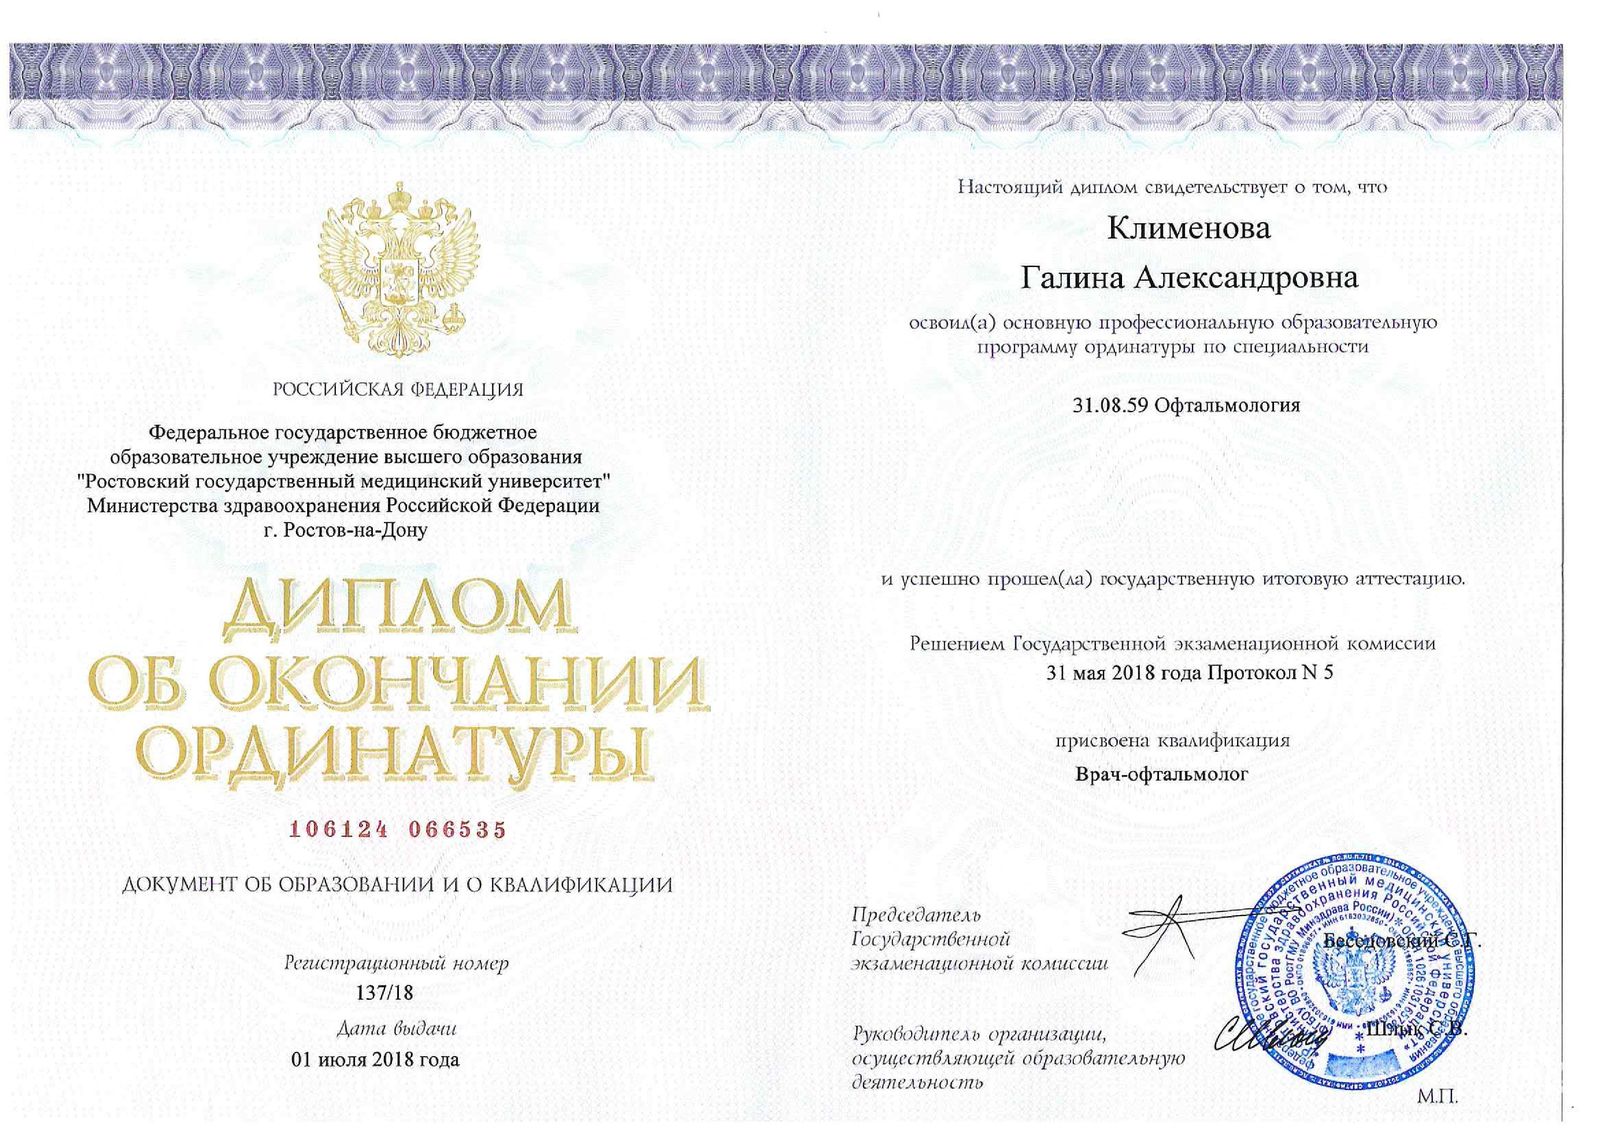 РОССИЙСКАЯ ФЕДЕРАЦИЯ
Федеральное государственное бюджетное
образовательное учреждение высшего образования
"Ростовский государственный медицинский университет"
Министерства здравоохранения Российской Федерации
г. Ростов-на-Дону
ДИПЛОМ
ОБ ОКОНЧАНИИ
ОРДИНАТУРЫ
106124 066535
ДОКУМЕНТ ОБ ОБРАЗОВАНИИ И О КВАЛИФИКАЦИИ
Регистрационный номер
137/18
Дата выдачи
01 июля 2018 года
Настоящий диплом свидетельствует о том, что
Клименова
Галина Александровна
освоил(а) основную профессиональную образовательную
программу ординатуры по специальности
31.08.59 Офтальмология
и успешно прошел(ла) государственную итоговую аттестацию.
Решением Государственной экзаменационной комиссии
31 мая 2018 года Протокол N 5
присвоена квалификация
Врач-офтальмолог
Председатель
Государственной
экзаменационной комиссии
Беседовский С.Г.
Руководитель организации,
осуществляющей образовательную
деятельность
Шлык С.В.
М.П.